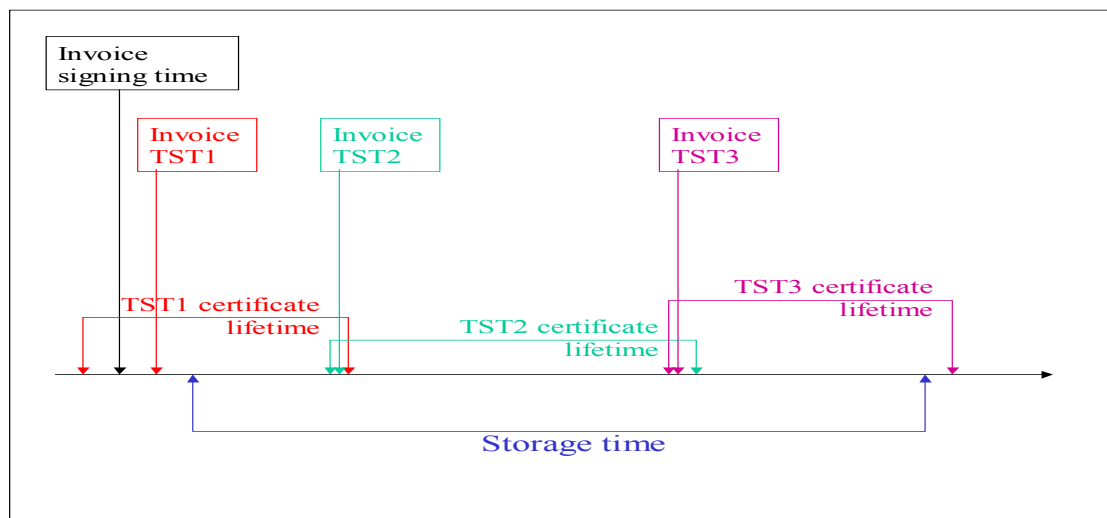 Invoice
signing time
Invoice
TST1
Invoice
TST2
Invoice
TST3
TST1 certificate
lifetime
TST2 certificate
lifetime
TST3 certificate
lifetime
Storage time